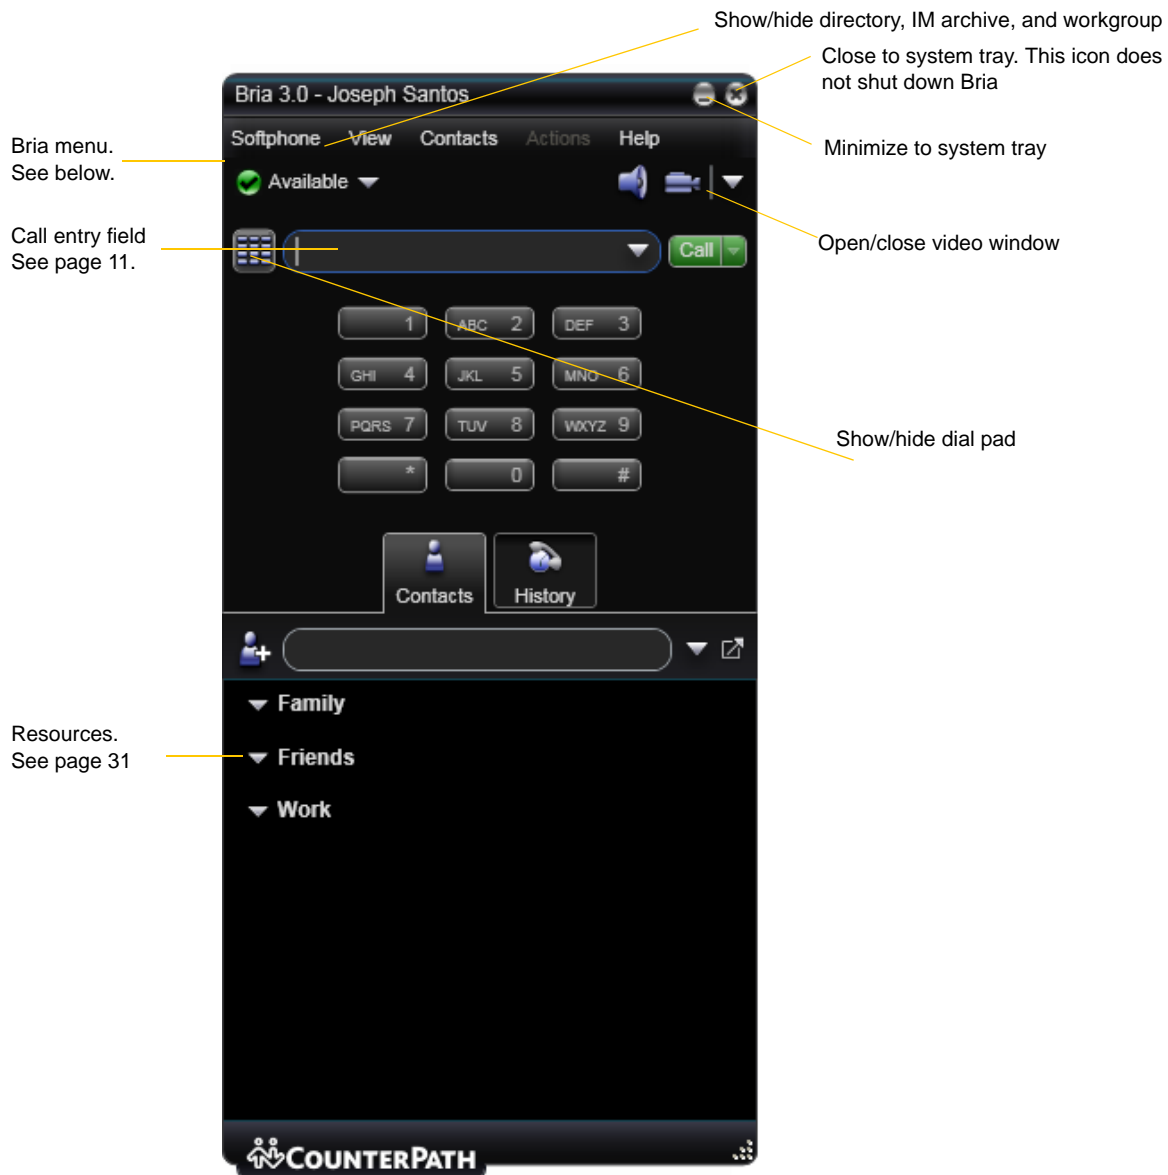 Show/hide directory, IM archive, and workgroup
Close to system tray. This icon does
not shut down Bria
Bria 3.0 - Joseph Santos
Softphone View Contacts Actions Help
Bria menu.
See below.
Minimize to system tray
Available
Call entry field
See page 11.
Call
Open/close video window
1 ABC 2 DEF 3
GHI 4 JKL 5 MNO 6
PQRS 7 TUV 8 WXYZ 9
* 0 #
Show/hide dial pad
Contacts History
Family
Resources.
See page 31
Friends
Work
COUNTERPATH